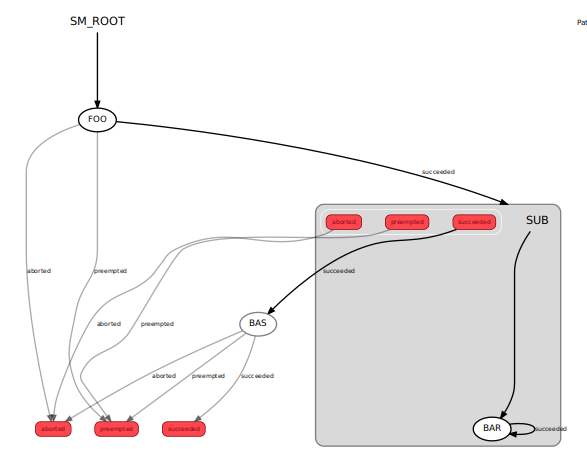 SM_ROOT
Pat
FOO
succeeded
aborted
preempted
succeeded
SUB
aborted
preempted
succeeded
aborted
preempted
BAS
aborted
preempted
succeeded
aborted
preempted
succeeded
BAR
succeeded